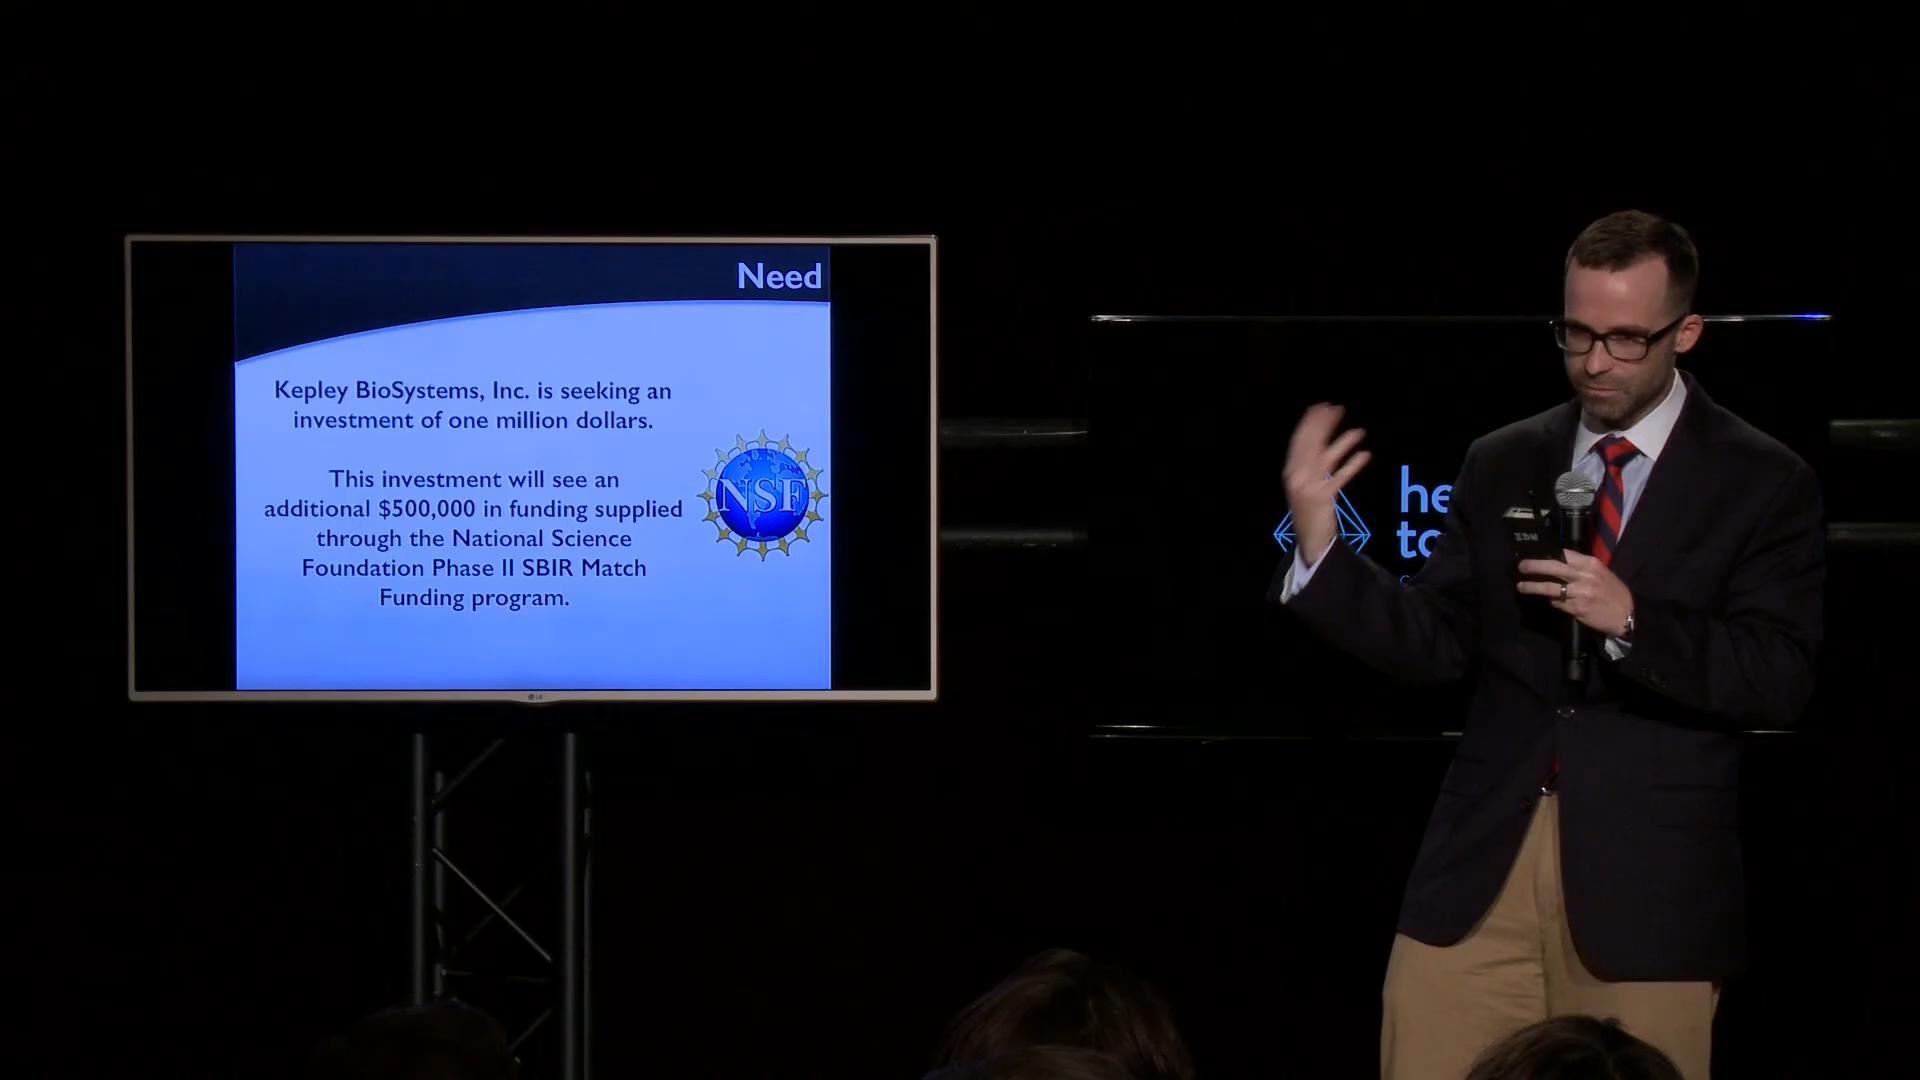 Need
Kepley BioSystems, Inc. is seeking an
investment of one million dollars.
This investment will see an
additional $500,000 in funding supplied
through the National Science
Foundation Phase II SBIR Match
Funding program.
NSF
LG
he
to